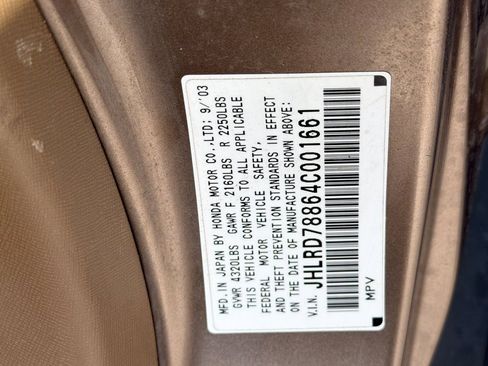 MFD. IN JAPAN BY HONDA MOTOR CO., LTD; 9/'03
GVWR 4320LBS GAWR F 2160LBS R 2250LBS
THIS VEHICLE CONFORMS TO ALL APPLICABLE
FEDERAL MOTOR VEHICLE SAFETY,
AND THEFT PREVENTION STANDARDS IN EFFECT
ON THE DATE OF MANUFACTURE SHOWN ABOVE:
V.I.N. JHLRD78864C001661
MPV